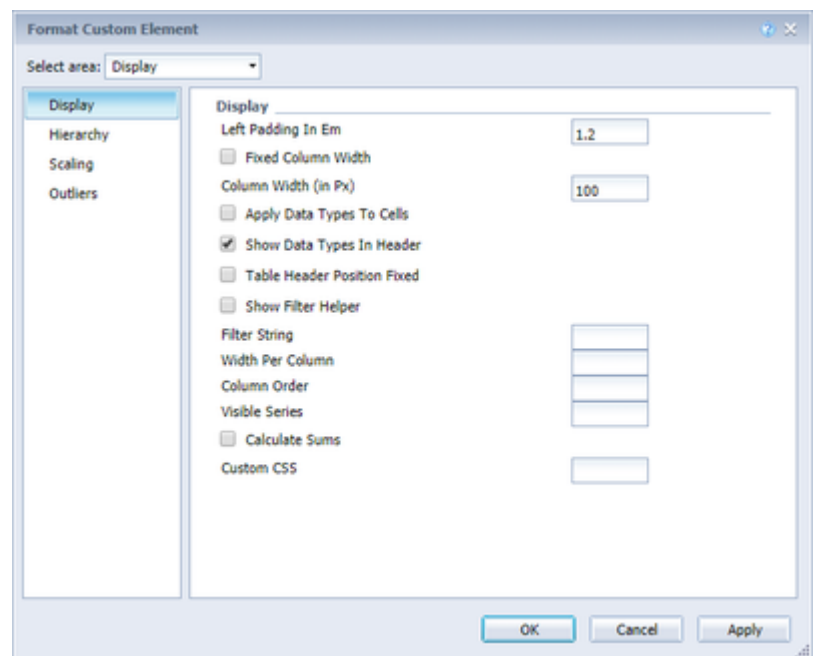 Format Custom Element
Select area: Display
Display
Hierarchy
Scaling
Outliers
Display
Left Padding In Em 1.2
Fixed Column Width
Column Width (in Px) 100
Apply Data Types To Cells
Show Data Types In Header
Table Header Position Fixed
Show Filter Helper
Filter String
Width Per Column
Column Order
Visible Series
Calculate Sums
Custom CSS
OK Cancel Apply